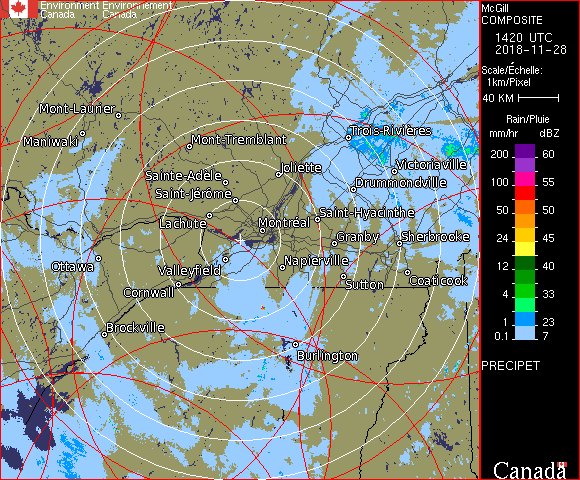 Environment Environnement
Canada Canada
McGill
COMPOSITE
1420 UTC
2018-11-28
Scale/Échelle:
1km/Pixel
40 KM
Rain/Pluie
mm/hr dBZ
200 60
100 55
50 50
24 45
12 40
4 33
1 23
0.1 7
PRECIPET
Canada
Mont-Laurier
Maniwaki
Mont-Tremblant
Trois-Rivières
Joliette
Victoriaville
Sainte-Adèle
Drummondville
Saint-Jérôme
Lachute
Saint-Hyacinthe
Montréal
Granby
Sherbrooke
Ottawa
Valleyfield
Napierville
Cornwall
Sutton
Coaticook
Brockville
Burlington